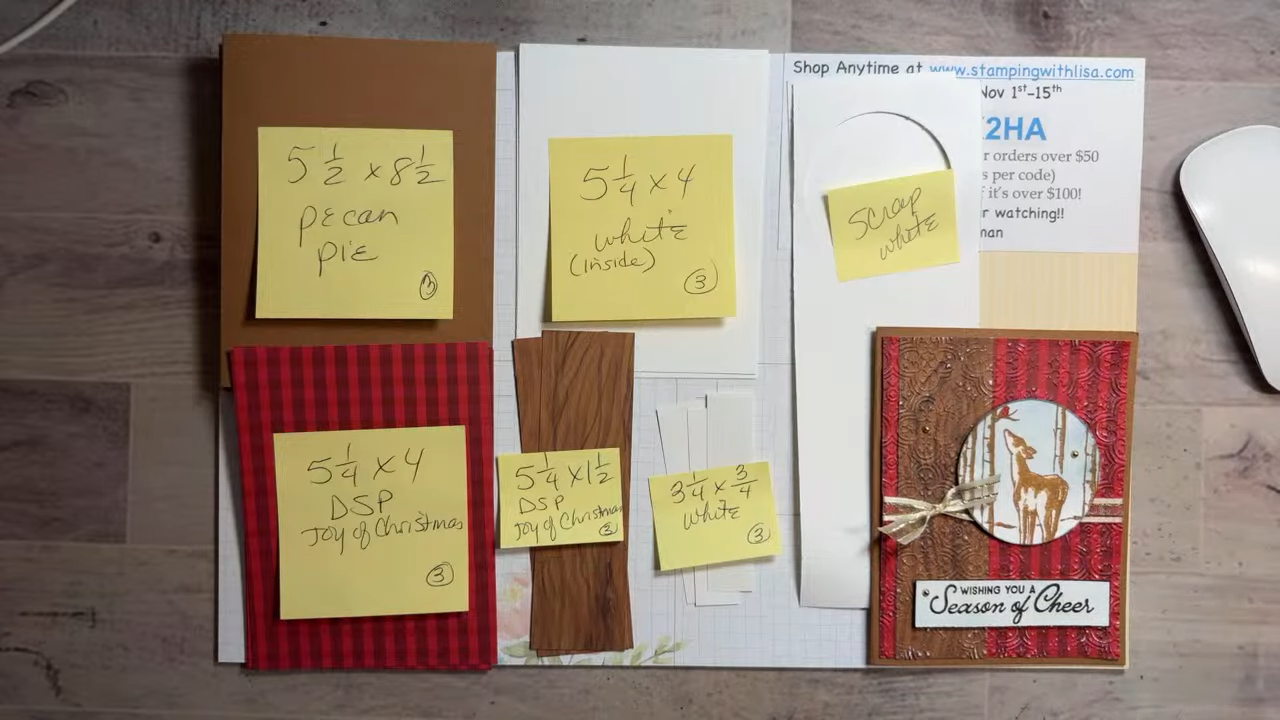 Shop Anytime at www.stampingwithlisa.com
Nov 1st-15th
2HA
r orders over $50
s per code)
it's over $100!
r watching!!
man
5 1/2 x 8 1/2
pecan
pie
3
5 1/4 x 4
white
(inside)
3
Scrap
white
5 1/4 x 4
DSP
Joy of Christmas
3
5 1/4 x 1 1/2
DSP
Joy of Christmas
3
3 1/4 x 3/4
white
3
WISHING YOU A
Season of Cheer